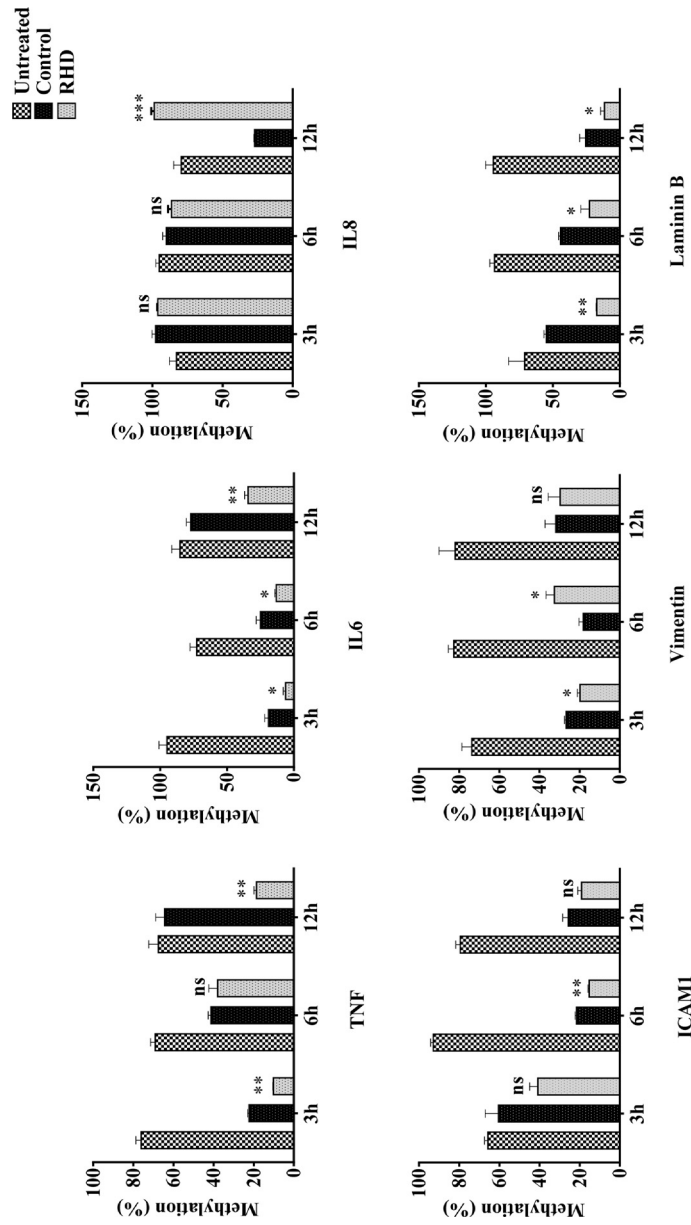 Untreated
Control
RHD
Methylation (%)
100
80
60
40
20
0
**
ns
**
3h
6h
12h
TNF
Methylation (%)
150
100
50
0
*
*
**
3h
6h
12h
IL6
Methylation (%)
150
100
50
0
ns
ns
***
3h
6h
12h
IL8
Methylation (%)
100
80
60
40
20
0
ns
**
ns
3h
6h
12h
ICAM1
Methylation (%)
100
80
60
40
20
0
*
*
ns
3h
6h
12h
Vimentin
Methylation (%)
150
100
50
0
**
*
*
3h
6h
12h
Laminin B